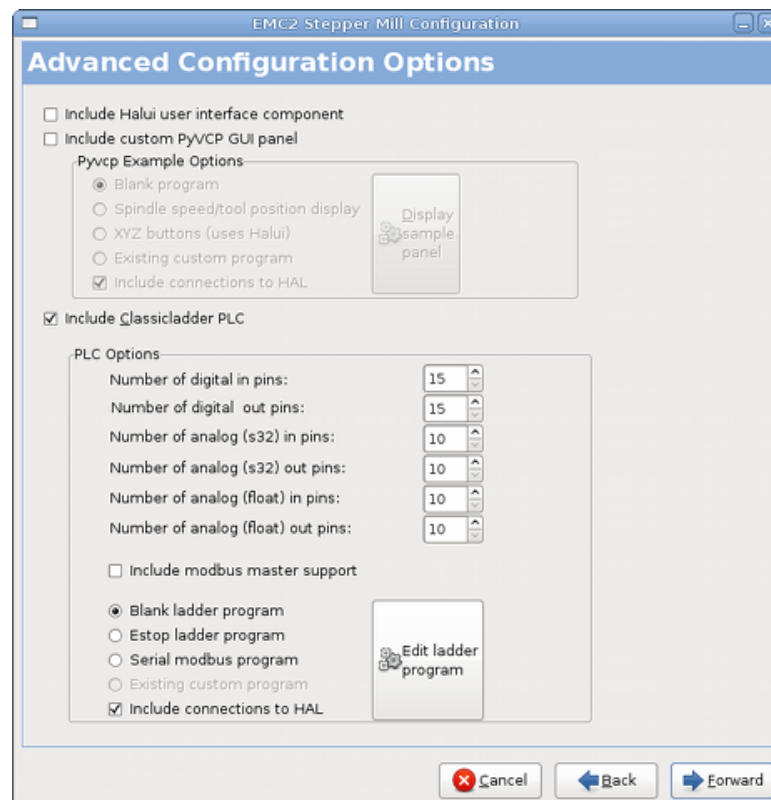 EMC2 Stepper Mill Configuration
Advanced Configuration Options
Include Halui user interface component
Include custom PyVCP GUI panel
Pyvcp Example Options
Blank program
Spindle speed/tool position display
XYZ buttons (uses Halui)
Existing custom program
Include connections to HAL
Display
sample
panel
Include Classicladder PLC
PLC Options
Number of digital in pins: 15
Number of digital out pins: 15
Number of analog (s32) in pins: 10
Number of analog (s32) out pins: 10
Number of analog (float) in pins: 10
Number of analog (float) out pins: 10
Include modbus master support
Blank ladder program
Estop ladder program
Serial modbus program
Existing custom program
Include connections to HAL
Edit ladder
program
Cancel Back Forward